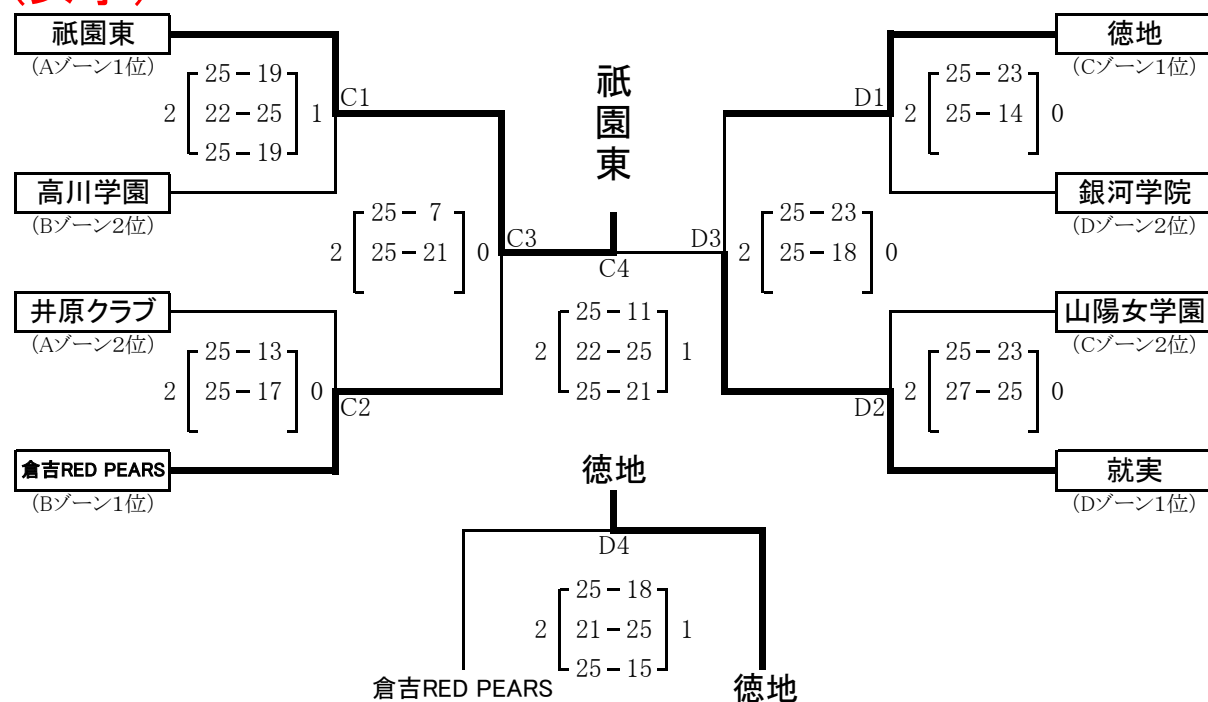 祇園東
(Aゾーン1位)
25－19
2 22－25 1
25－19
C1
高川学園
(Bゾーン2位)
25－ 7
2 25－21 0
C3
井原クラブ
(Aゾーン2位)
25－13
2 25－17 0
C2
倉吉RED PEARS
(Bゾーン1位)
祇園東
C4
25－11
2 22－25 1
25－21
徳地
(Cゾーン1位)
D1
25－23
2 25－14 0
銀河学院
(Dゾーン2位)
D3
25－23
2 25－18 0
山陽女学園
(Cゾーン2位)
25－23
2 27－25 0
D2
就実
(Dゾーン1位)
徳地
D4
25－18
2 21－25 1
25－15
倉吉RED PEARS
徳地